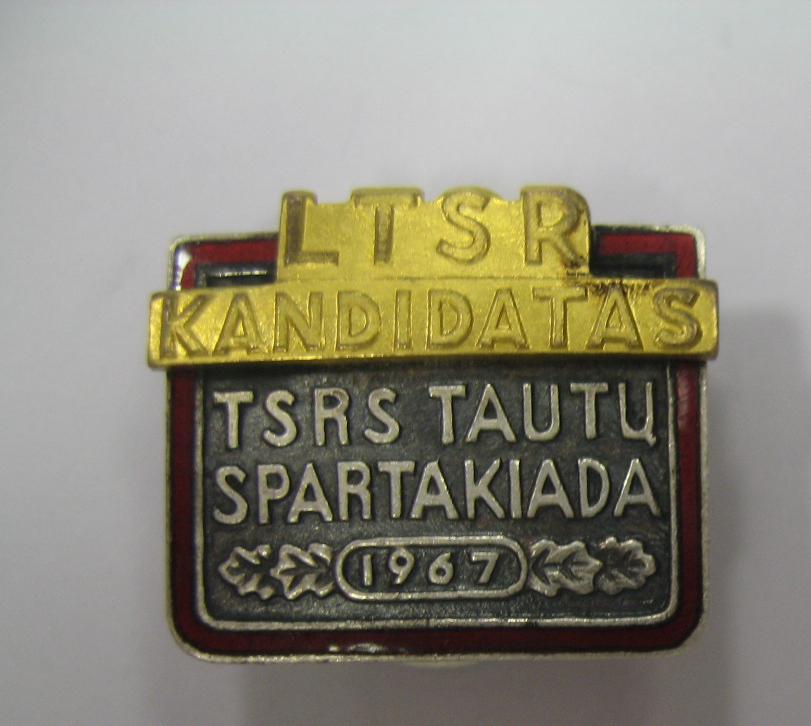 LTSR
KANDIDATAS
TSRS TAUTŲ
SPARTAKIADA
1967